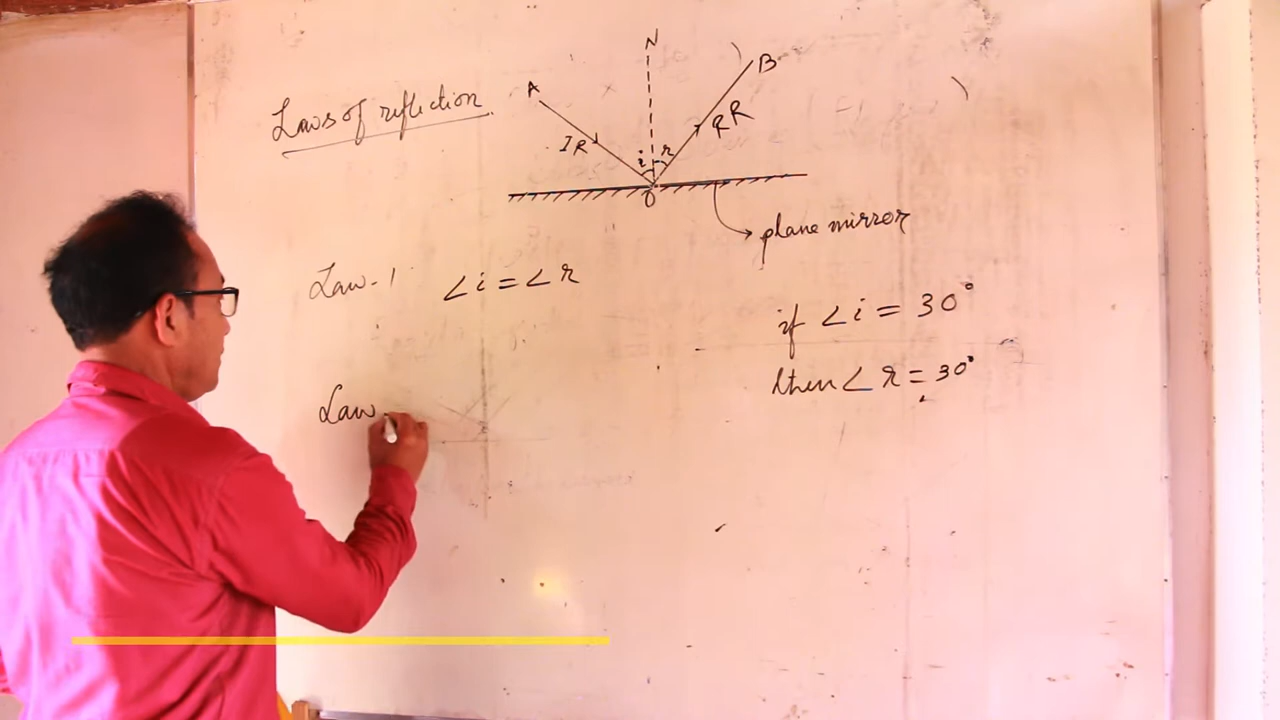 N
A
B
Laws of reflection
IR
i
r
RR
O
plane mirror
Law-1
∠i = ∠r
if ∠i = 30°
then ∠r = 30°
Law